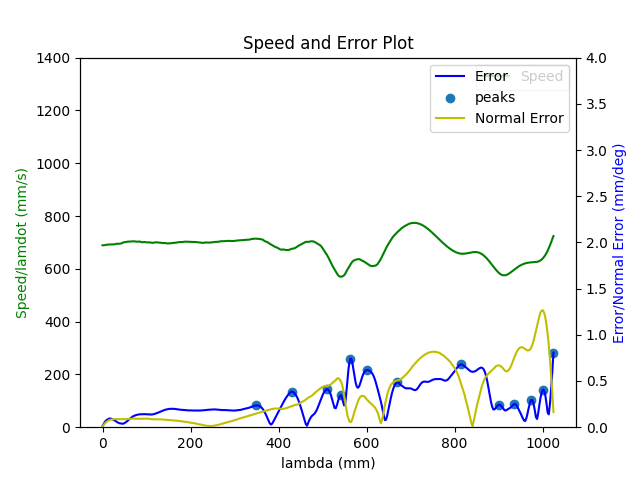 Speed and Error Plot
1400
1200
1000
800
600
400
200
0
Speed/lamdot (mm/s)
4.0
3.5
3.0
2.5
2.0
1.5
1.0
0.5
0.0
Error/Normal Error (mm/deg)
Error
Speed
peaks
Normal Error
0
200
400
600
800
1000
lambda (mm)